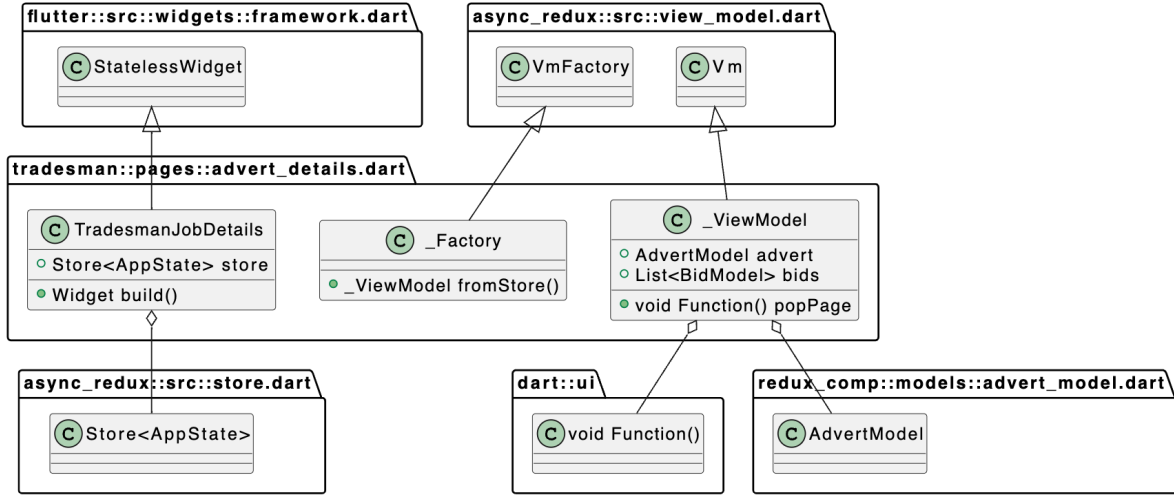 flutter::src::widgets::framework.dart
async_redux::src::view_model.dart
C StatelessWidget
C VmFactory
C Vm
tradesman::pages::advert_details.dart
C TradesmanJobDetails
Store<AppState> store
Widget build()
C _Factory
_ViewModel fromStore()
C _ViewModel
AdvertModel advert
List<BidModel> bids
void Function() popPage
async_redux::src::store.dart
dart::ui
redux_comp::models::advert_model.dart
C Store<AppState>
C void Function()
C AdvertModel